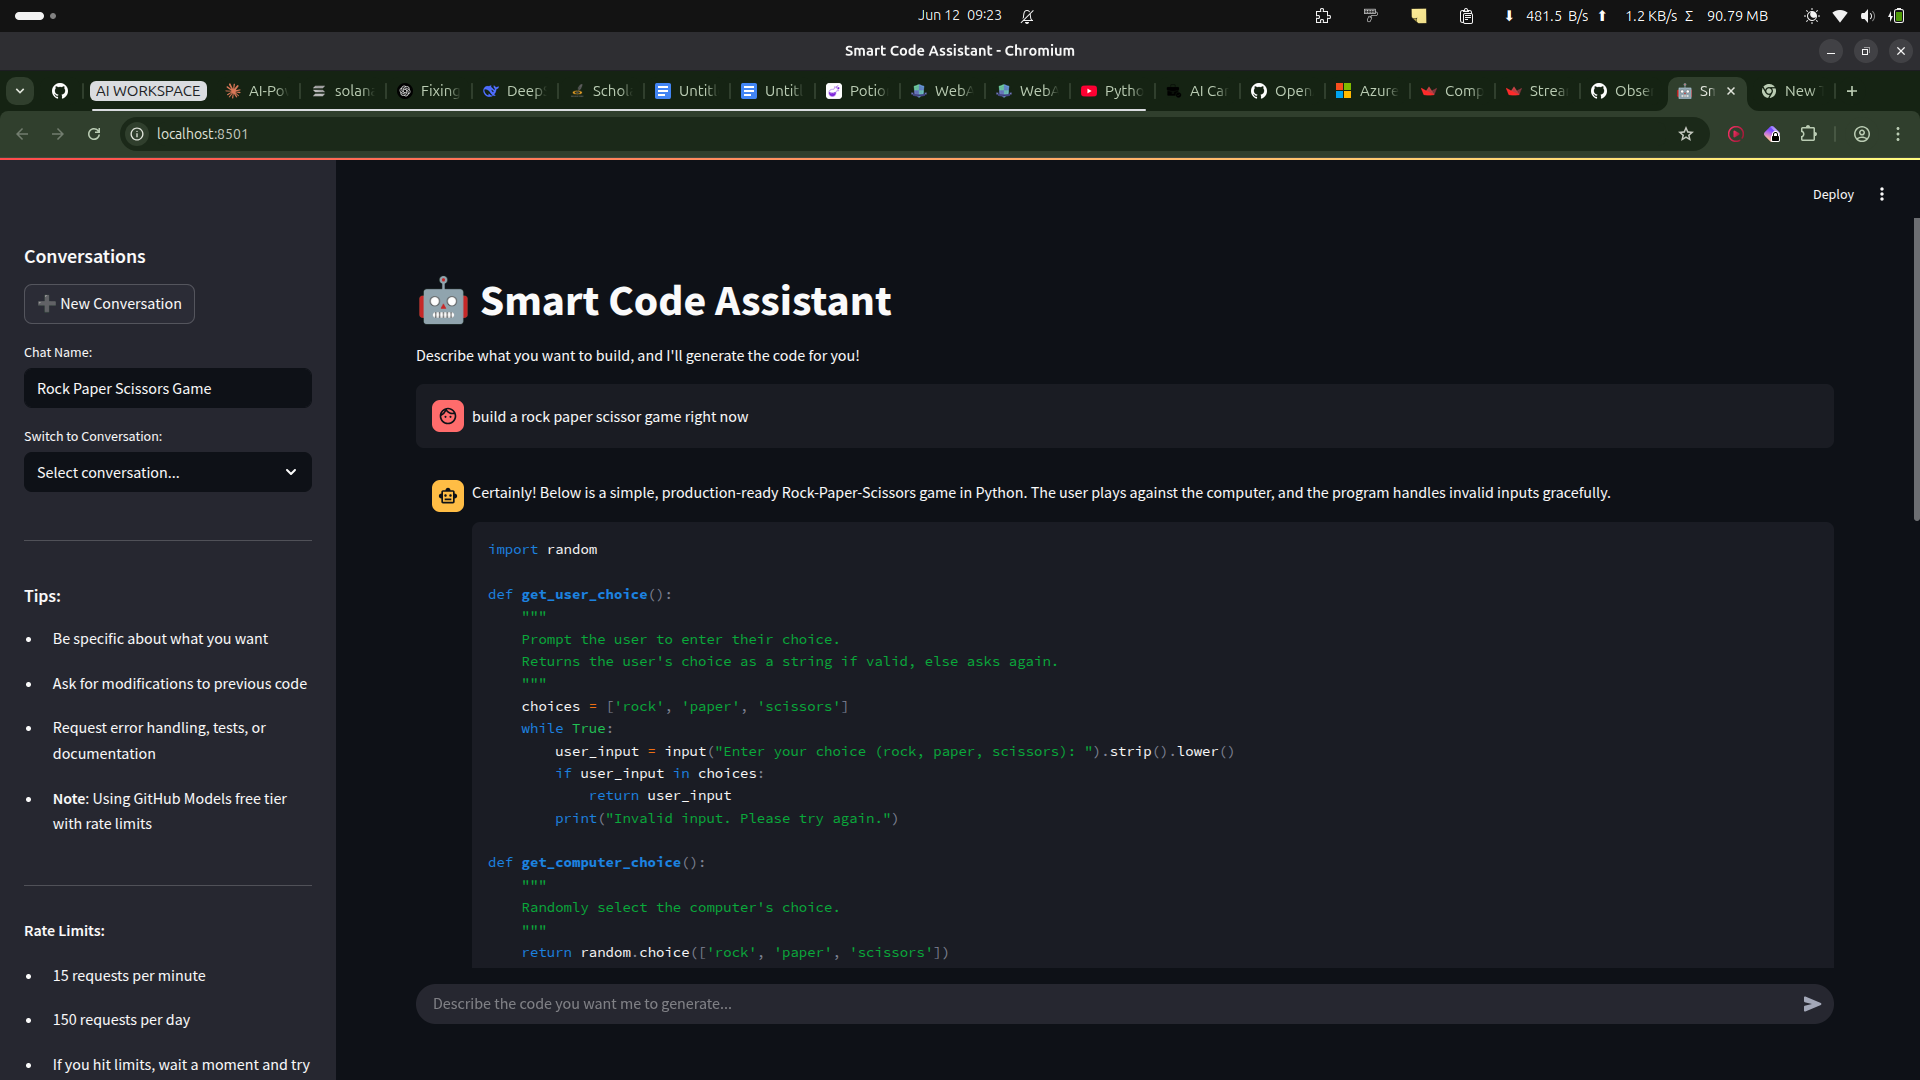 Jun 12 09:23
481.5 B/s 1.2 KB/s Σ 90.79 MB
Smart Code Assistant - Chromium
AI WORKSPACE AI-Po solan Fixing Deep Schol Untitl Untitl Potio WebA WebA Pytho AI Car Open Azure Comp Strea Obse Sm New T
localhost:8501
Deploy
Conversations
➕ New Conversation
Chat Name:
Rock Paper Scissors Game
Switch to Conversation:
Select conversation...
Tips:
• Be specific about what you want
• Ask for modifications to previous code
• Request error handling, tests, or
documentation
• Note: Using GitHub Models free tier
with rate limits
Rate Limits:
• 15 requests per minute
• 150 requests per day
• If you hit limits, wait a moment and try
🤖 Smart Code Assistant
Describe what you want to build, and I'll generate the code for you!
build a rock paper scissor game right now
Certainly! Below is a simple, production-ready Rock-Paper-Scissors game in Python. The user plays against the computer, and the program handles invalid inputs gracefully.
import random
def get_user_choice():
"""
Prompt the user to enter their choice.
Returns the user's choice as a string if valid, else asks again.
"""
choices = ['rock', 'paper', 'scissors']
while True:
user_input = input("Enter your choice (rock, paper, scissors): ").strip().lower()
if user_input in choices:
return user_input
print("Invalid input. Please try again.")
def get_computer_choice():
"""
Randomly select the computer's choice.
"""
return random.choice(['rock', 'paper', 'scissors'])
Describe the code you want me to generate...